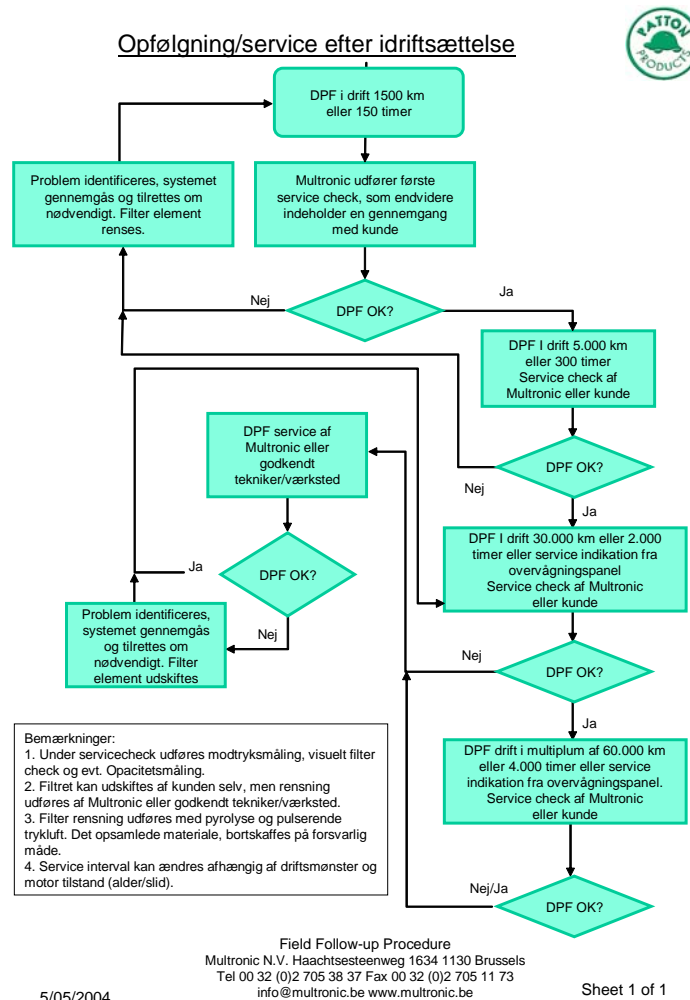 Opfølgning/service efter idriftsættelse
PATTON
PRODUCTS
DPF i drift 1500 km
eller 150 timer
Problem identificeres, systemet
gennemgås og tilrettes om
nødvendigt. Filter element
renses.
Multronic udfører første
service check, som endvidere
indeholder en gennemgang
med kunde
Nej
DPF OK?
Ja
DPF I drift 5.000 km
eller 300 timer
Service check af
Multronic eller kunde
DPF service af
Multronic eller
godkendt
tekniker/værksted
DPF OK?
Nej
Ja
DPF I drift 30.000 km eller 2.000
timer eller service indikation fra
overvågningspanel
Service check af Multronic
eller kunde
Ja
DPF OK?
Nej
Problem identificeres,
systemet gennemgås
og tilrettes om
nødvendigt. Filter
element udskiftes
Nej
DPF OK?
Ja
DPF drift i multiplum af 60.000 km
eller 4.000 timer eller service
indikation fra overvågningspanel.
Service check af Multronic
eller kunde
Nej/Ja
DPF OK?
Bemærkninger:
1. Under servicecheck udføres modtryksmåling, visuelt filter
check og evt. Opacitetsmåling.
2. Filtret kan udskiftes af kunden selv, men rensning
udføres af Multronic eller godkendt tekniker/værksted.
3. Filter rensning udføres med pyrolyse og pulserende
trykluft. Det opsamlede materiale, bortskaffes på forsvarlig
måde.
4. Service interval kan ændres afhængig af driftsmønster og
motor tilstand (alder/slid).
Field Follow-up Procedure
Multronic N.V. Haachtsesteenweg 1634 1130 Brussels
Tel 00 32 (0)2 705 38 37 Fax 00 32 (0)2 705 11 73
info@multronic.be www.multronic.be
5/05/2004
Sheet 1 of 1